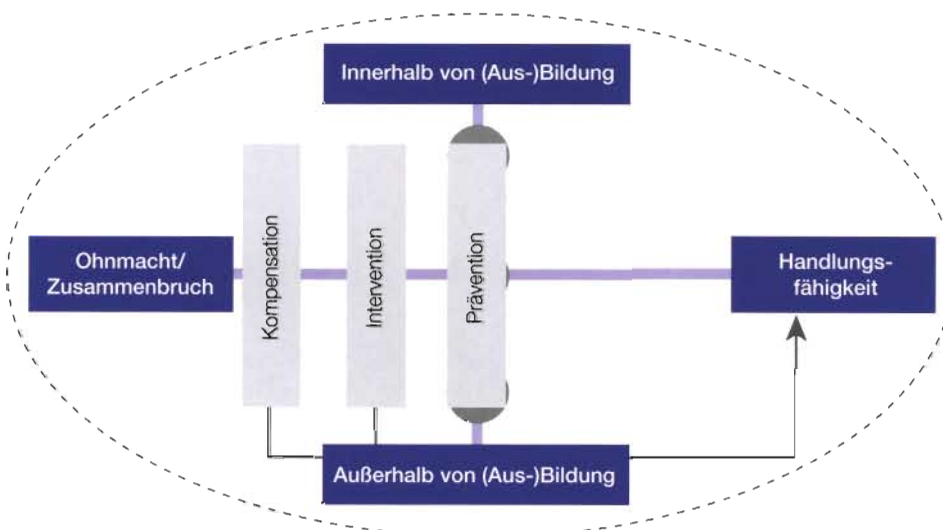 Innerhalb von (Aus-)Bildung
Kompensation
Intervention
Prävention
Ohnmacht/
Zusammenbruch
Handlungs-
fähigkeit
Außerhalb von (Aus-)Bildung